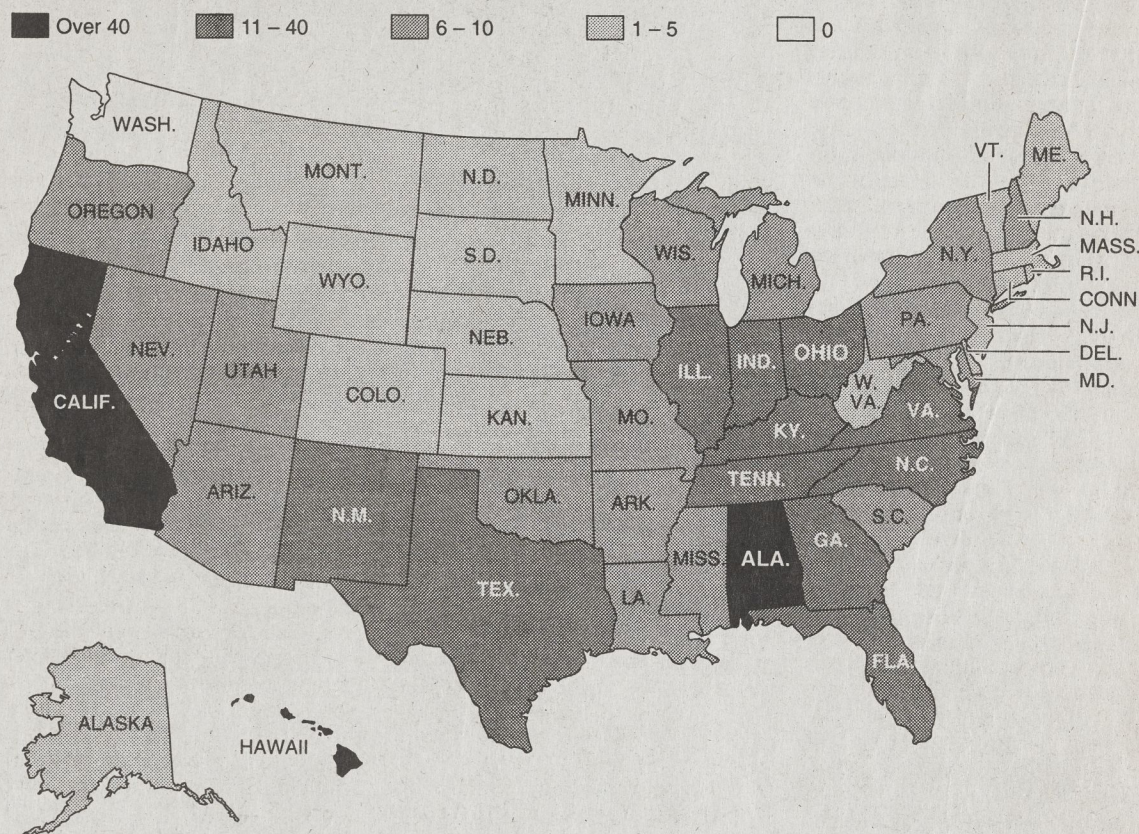 Over 40 11 – 40 6 – 10 1 – 5 0
WASH.
VT.
ME.
MONT.
N.D.
MINN.
OREGON
N.H.
IDAHO
S.D.
WIS.
N.Y.
MASS.
WYO.
MICH.
R.I.
CONN
IOWA
PA.
N.J.
NEB.
NEV.
UTAH
ILL.
IND.
OHIO
DEL.
COLO.
W.
VA.
MD.
CALIF.
KAN.
MO.
KY.
VA.
N.C.
ARIZ.
N.M.
OKLA.
ARK.
TENN.
S.C.
MISS.
ALA.
GA.
TEX.
LA.
FLA.
ALASKA
HAWAII